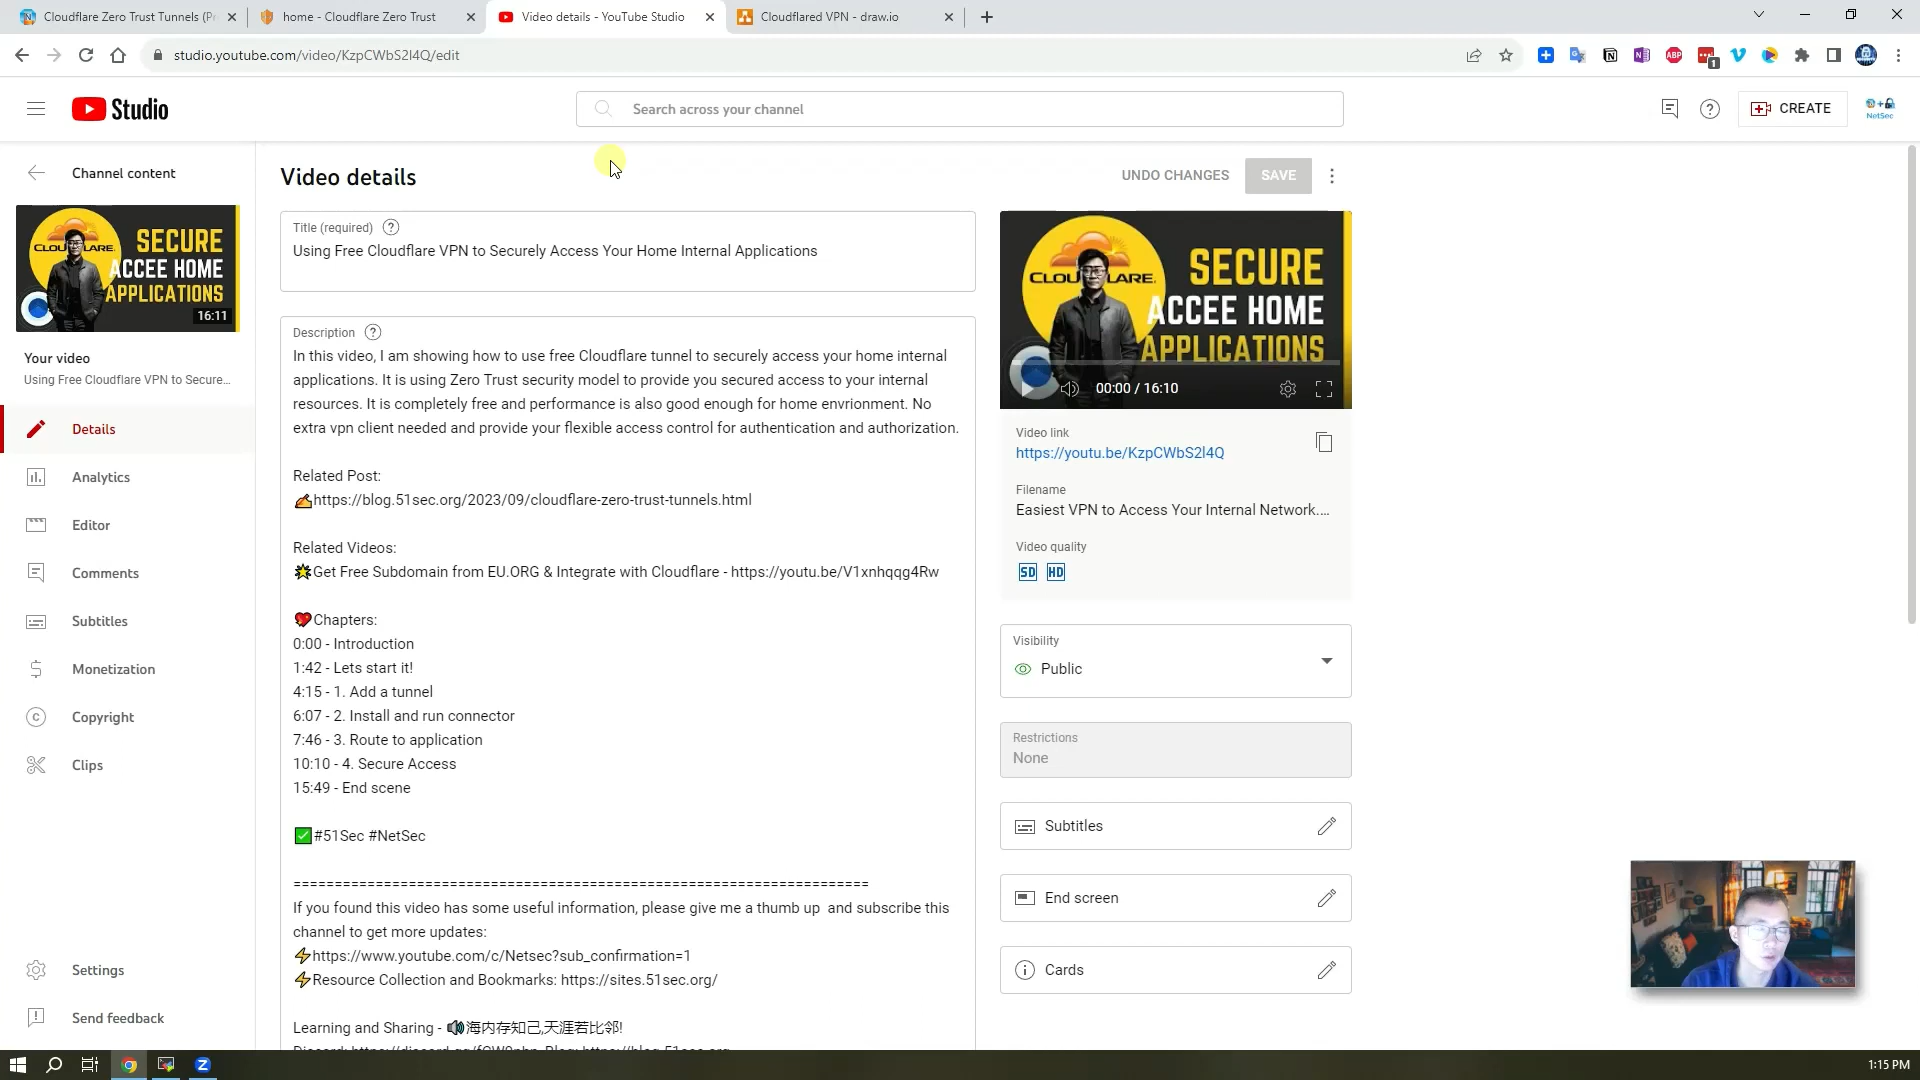 Cloudflare Zero Trust Tunnels (Pr
home - Cloudflare Zero Trust
Video details - YouTube Studio
Cloudflared VPN - draw.io
studio.youtube.com/video/KzpCWbS2l4Q/edit
ABP
1
Studio
Search across your channel
CREATE
NetSec
Channel content
Video details
UNDO CHANGES
SAVE
CLOUDFLARE
SECURE
ACCEE HOME
APPLICATIONS
16:11
Your video
Using Free Cloudflare VPN to Secure...
Details
Analytics
Editor
Comments
Subtitles
Monetization
Copyright
Clips
Settings
Send feedback
Title (required)
Using Free Cloudflare VPN to Securely Access Your Home Internal Applications
Description
In this video, I am showing how to use free Cloudflare tunnel to securely access your home internal
applications. It is using Zero Trust security model to provide you secured access to your internal
resources. It is completely free and performance is also good enough for home envrionment. No
extra vpn client needed and provide your flexible access control for authentication and authorization.
Related Post:
✍https://blog.51sec.org/2023/09/cloudflare-zero-trust-tunnels.html
Related Videos:
🌟Get Free Subdomain from EU.ORG & Integrate with Cloudflare - https://youtu.be/V1xnhqqg4Rw
💖Chapters:
0:00 - Introduction
1:42 - Lets start it!
4:15 - 1. Add a tunnel
6:07 - 2. Install and run connector
7:46 - 3. Route to application
10:10 - 4. Secure Access
15:49 - End scene
✅#51Sec #NetSec
======================================================================
If you found this video has some useful information, please give me a thumb up  and subscribe this
channel to get more updates:
⚡https://www.youtube.com/c/Netsec?sub_confirmation=1
⚡Resource Collection and Bookmarks: https://sites.51sec.org/
Learning and Sharing - 🔊海内存知己,天涯若比邻!
CLOUDFLARE
SECURE
ACCEE HOME
APPLICATIONS
00:00 / 16:10
Video link
https://youtu.be/KzpCWbS2l4Q
Filename
Easiest VPN to Access Your Internal Network....
Video quality
SD HD
Visibility
Public
Restrictions
None
Subtitles
End screen
Cards
1:15 PM